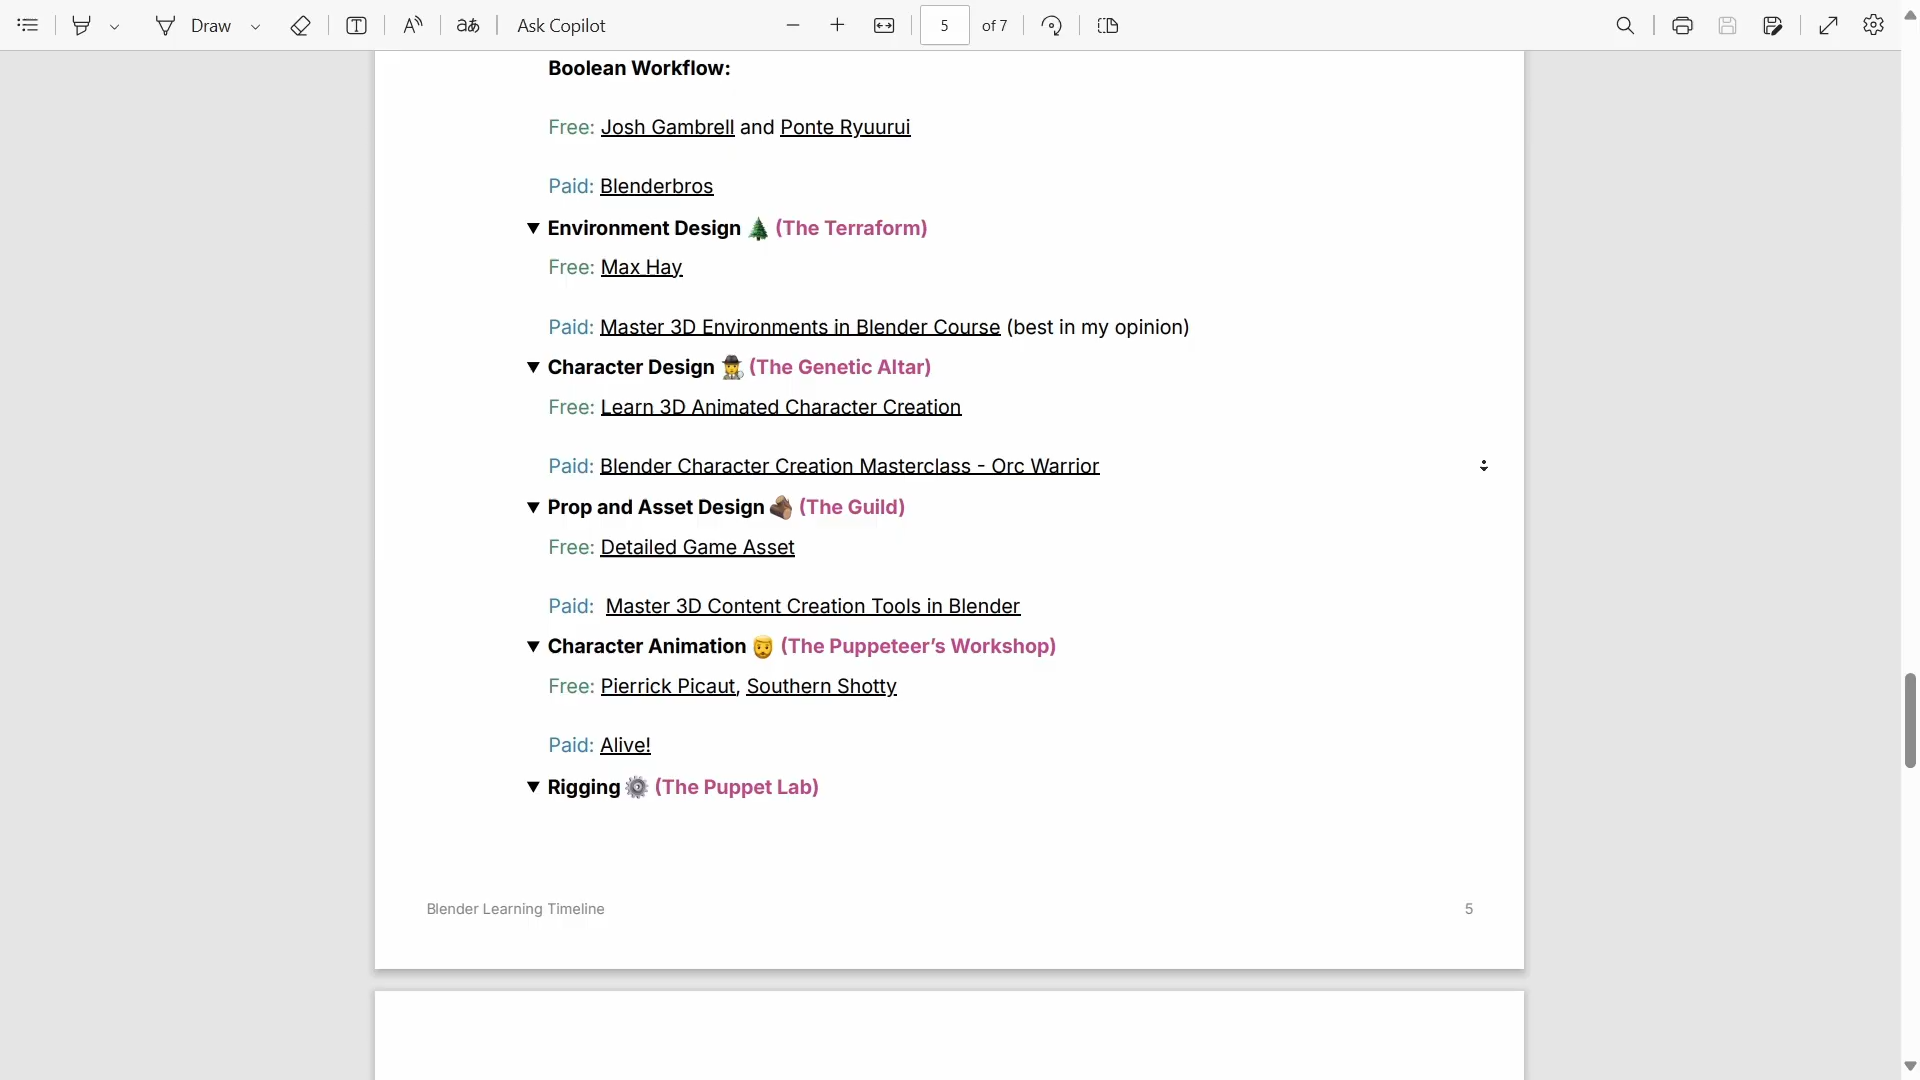 Draw
Ask Copilot
5 of 7
Boolean Workflow:
Free: Josh Gambrell and Ponte Ryuurui
Paid: Blenderbros
Environment Design 🌲 (The Terraform)
Free: Max Hay
Paid: Master 3D Environments in Blender Course (best in my opinion)
Character Design 🕵️ (The Genetic Altar)
Free: Learn 3D Animated Character Creation
Paid: Blender Character Creation Masterclass - Orc Warrior
Prop and Asset Design 🪵 (The Guild)
Free: Detailed Game Asset
Paid: Master 3D Content Creation Tools in Blender
Character Animation 🧔 (The Puppeteer’s Workshop)
Free: Pierrick Picaut, Southern Shotty
Paid: Alive!
Rigging ⚙️ (The Puppet Lab)
Blender Learning Timeline
5